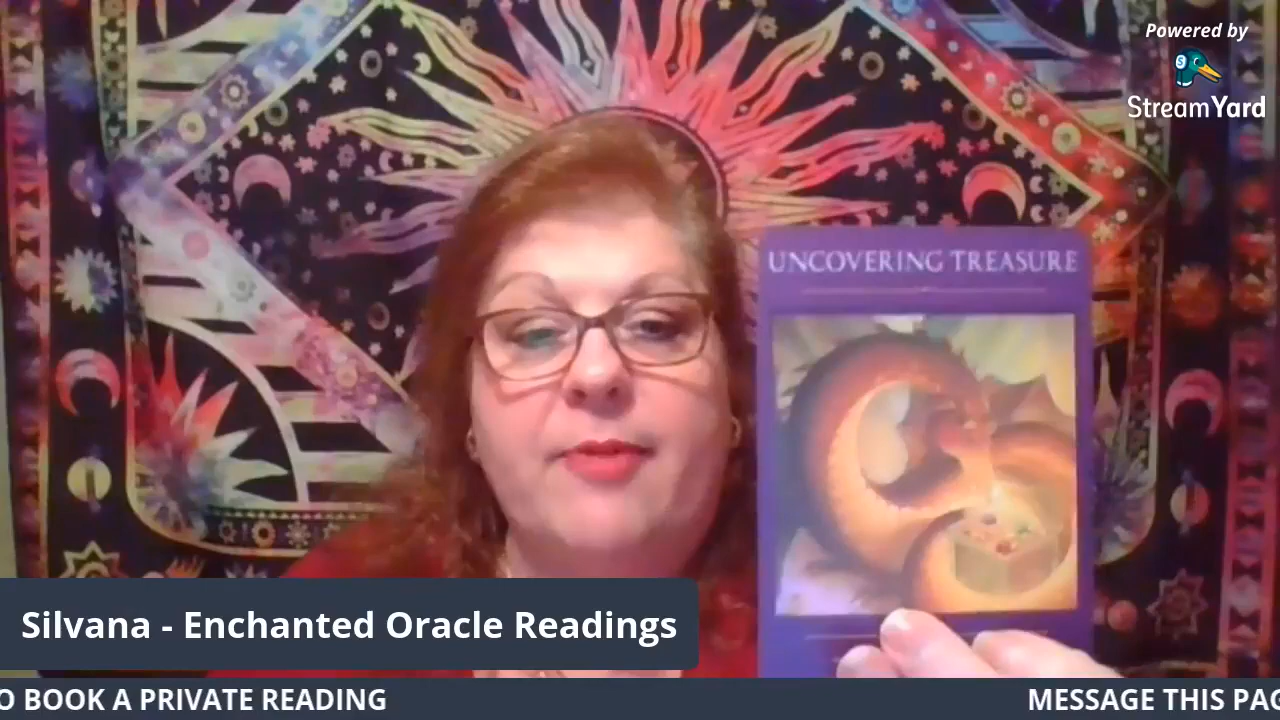 Powered by
StreamYard
UNCOVERING TREASURE
Silvana - Enchanted Oracle Readings
O BOOK A PRIVATE READING
MESSAGE THIS PAG